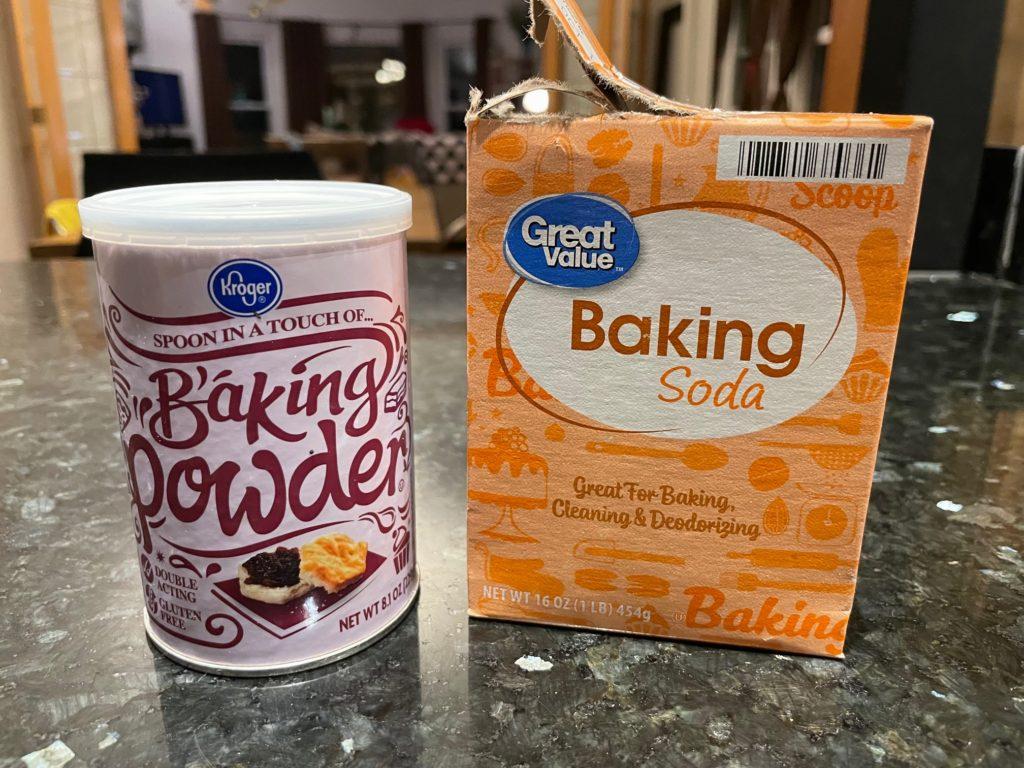 Kroger
SPOON IN A TOUCH OF...
Baking
Powder
DOUBLE
ACTING
GLUTEN
FREE
NET WT 8.1 OZ
Scoop
Great
Value
TM
Baking
Soda
Great For Baking,
Cleaning & Deodorizing
NET WT 16 OZ (1 LB) 454g
Baking